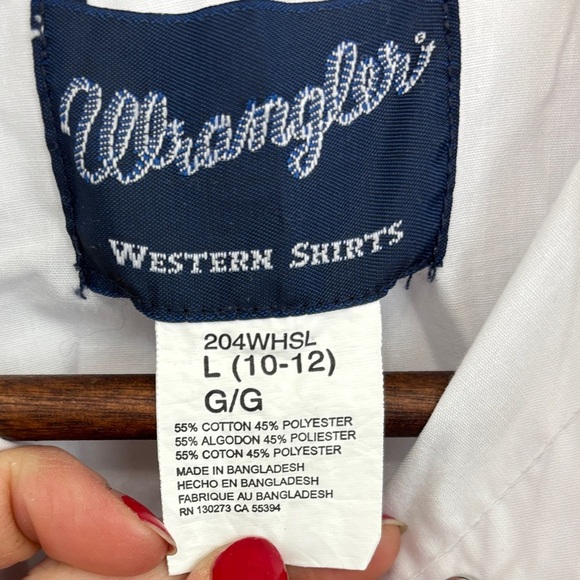 Wrangler®
WESTERN SHIRTS
204WHSL
L (10-12)
G/G
55% COTTON 45% POLYESTER
55% ALGODON 45% POLIESTER
55% COTON 45% POLYESTER
MADE IN BANGLADESH
HECHO EN BANGLADESH
FABRIQUE AU BANGLADESH
RN 130273 CA 55394